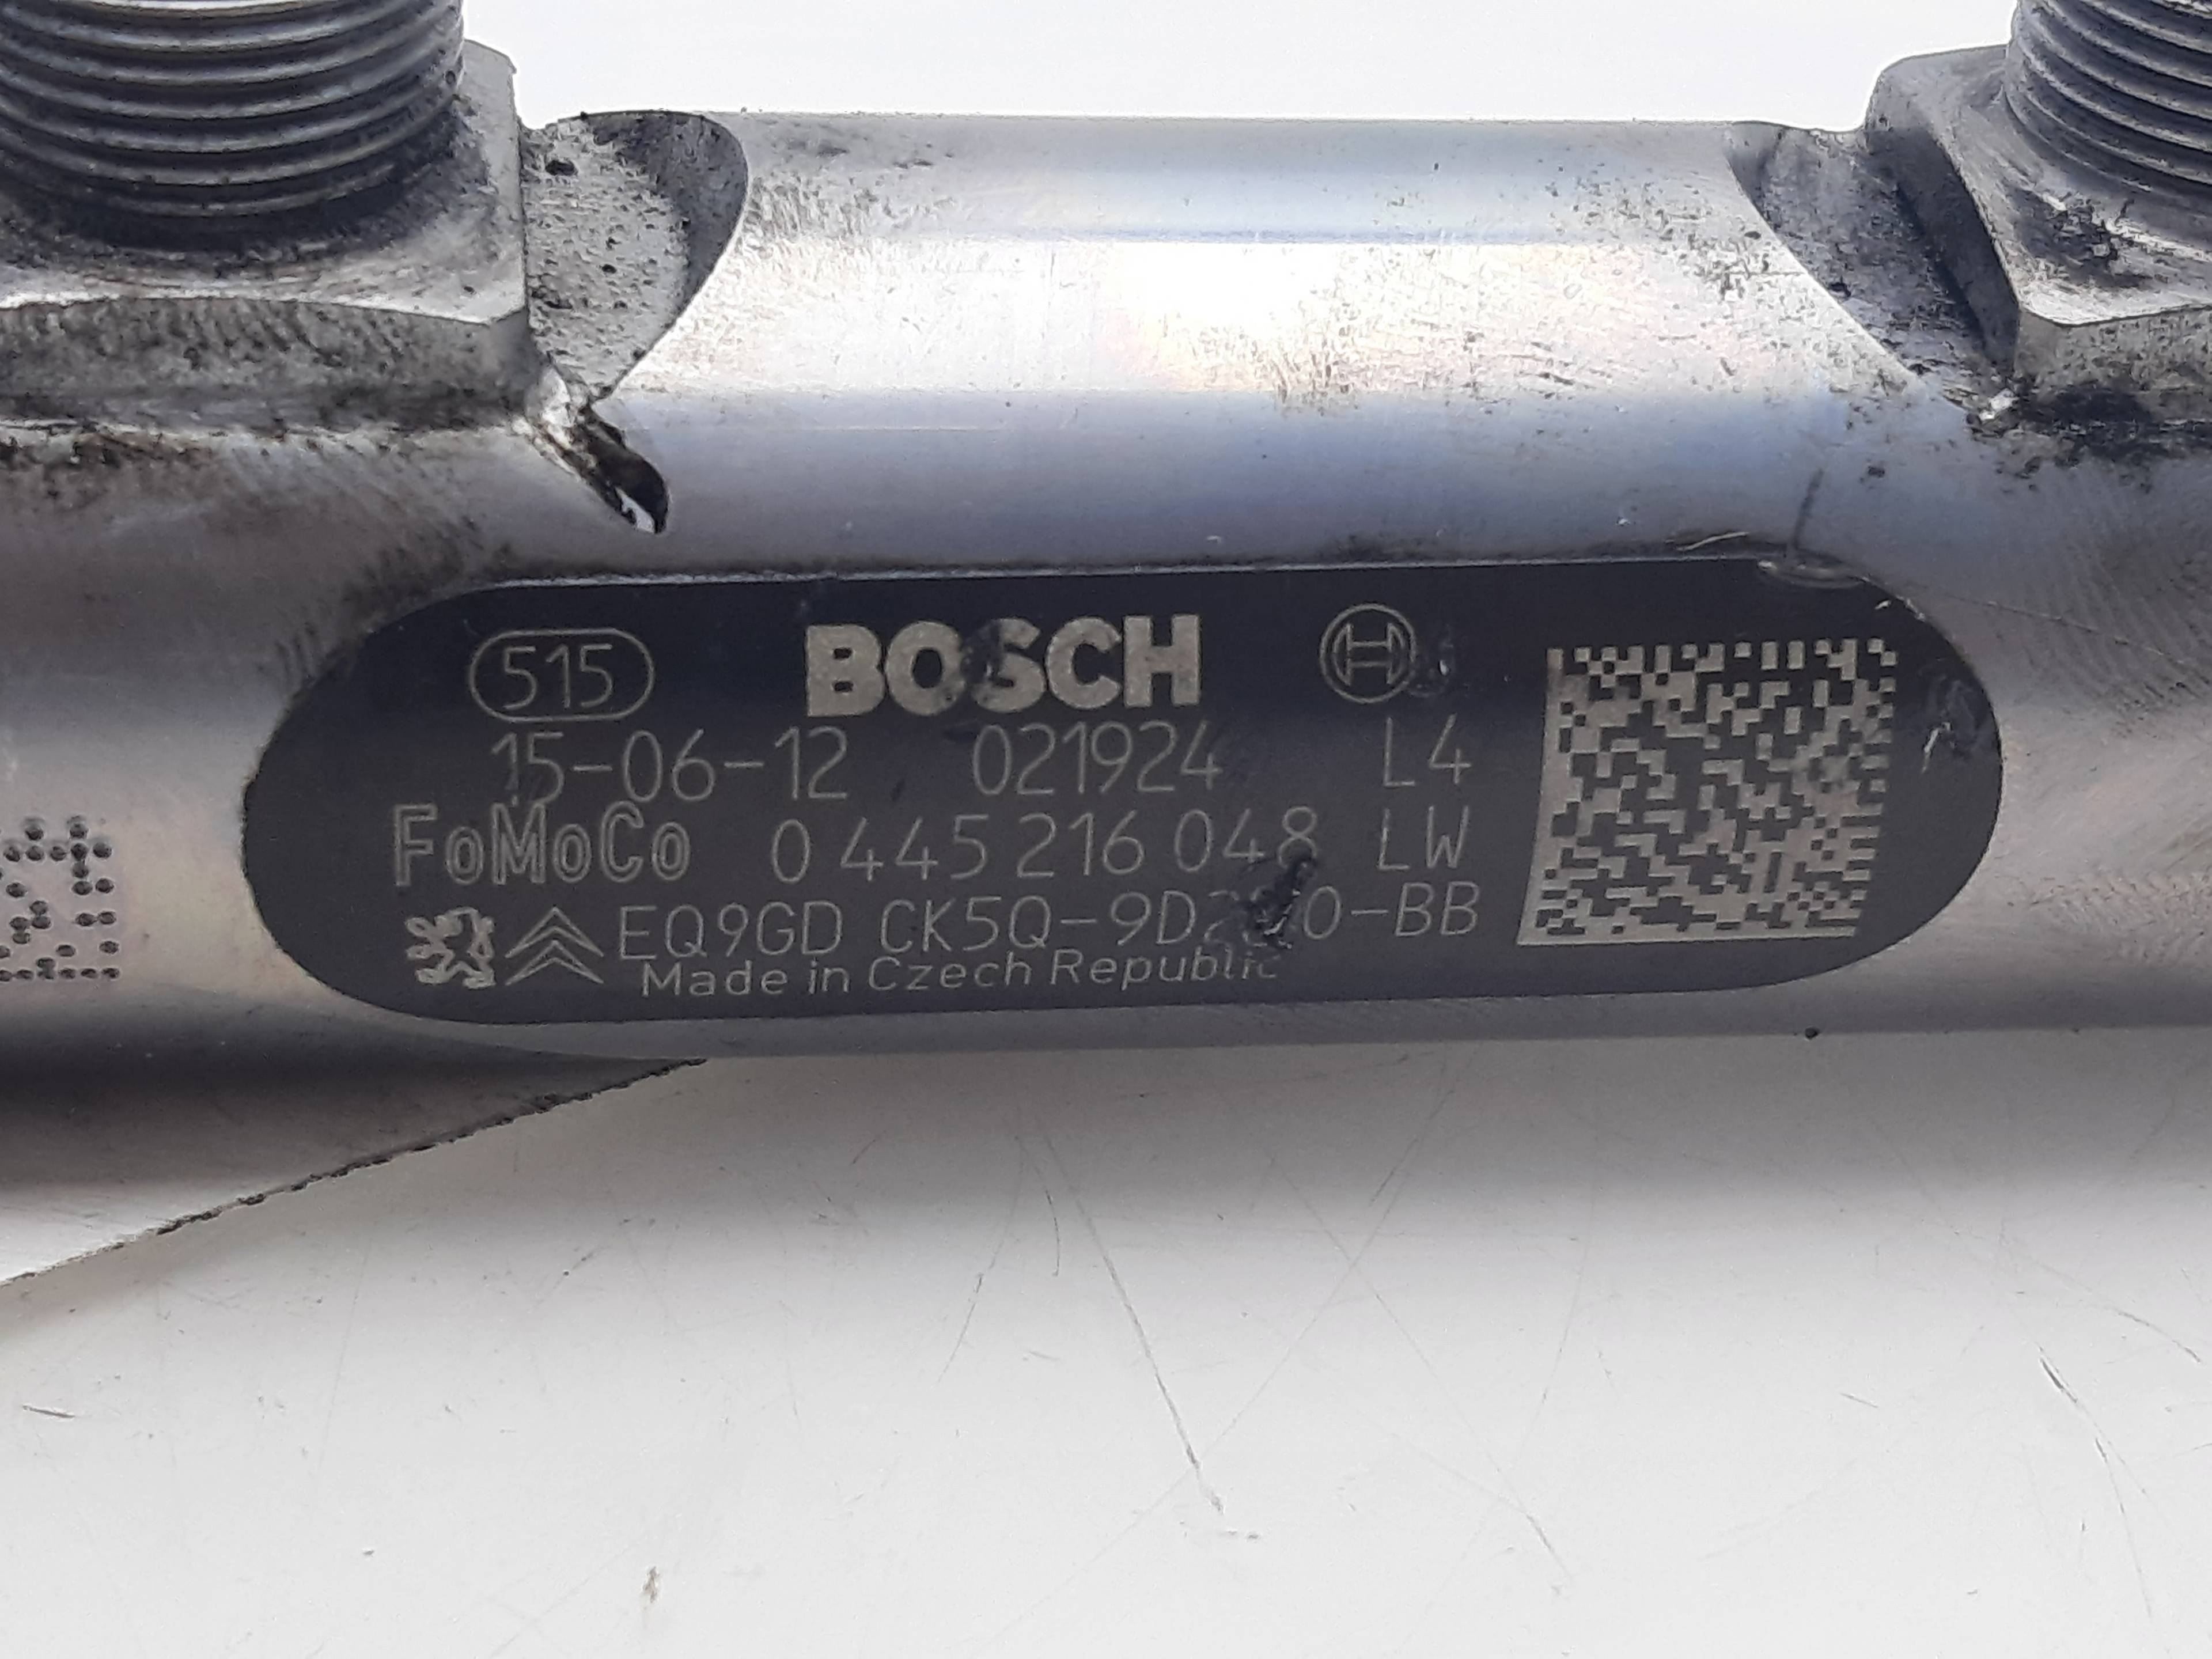 515 BOSCH
15-06-12 021924 L4
FoMoCo 0 445 216 048 LW
EQ9GD
Made in Czech Republic